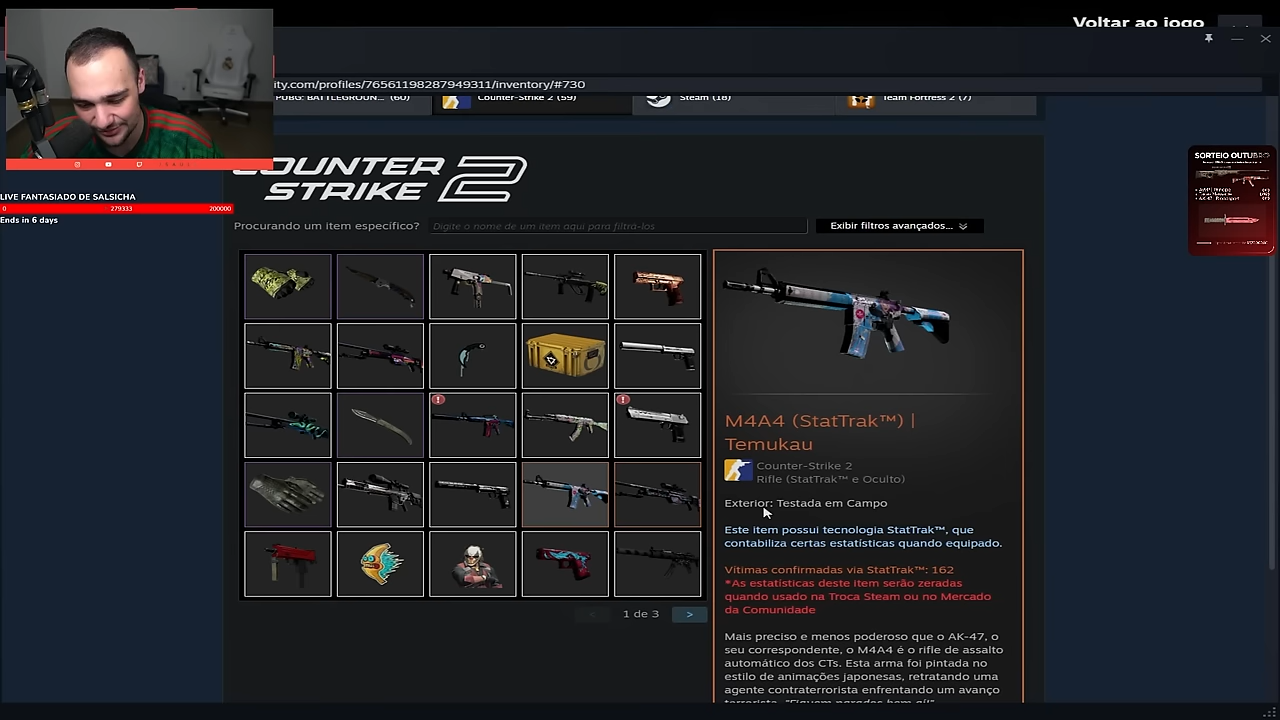 Voltar ao jogo
ity.com/profiles/76561198287949311/inventory/#730
PUBG: BATTLEGROUN... (60)
Counter-Strike 2 (59)
Steam (18)
Team Fortress 2 (7)
COUNTER
STRIKE 2
SORTEIO OUTUBRO
LIVE FANTASIADO DE SALSICHA
0 279333 200000
Ends in 6 days
Procurando um item específico?
Digite o nome de um item aqui para filtrá-los
Exibir filtros avançados...
M4A4 (StatTrak™) |
Temukau
Counter-Strike 2
Rifle (StatTrak™ e Oculto)
Exterior: Testada em Campo
Este item possui tecnologia StatTrak™, que
contabiliza certas estatísticas quando equipado.
Vítimas confirmadas via StatTrak™: 162
*As estatísticas deste item serão zeradas
quando usado na Troca Steam ou no Mercado
da Comunidade
< 1 de 3 >
Mais preciso e menos poderoso que o AK-47, o
seu correspondente, o M4A4 é o rifle de assalto
automático dos CTs. Esta arma foi pintada no
estilo de animações japonesas, retratando uma
agente contraterrorista enfrentando um avanço
terrorista. "Fiquem parados bem aí!"